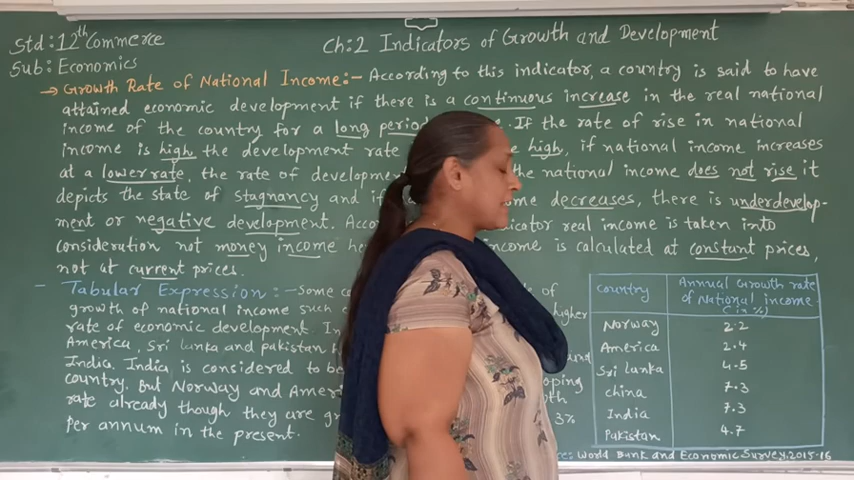 Std: 12th Commerce
Sub: Economics
Ch:2 Indicators of Growth and Development
→ Growth Rate of National Income:- According to this indicator, a country is said to have
attained economic development if there is a continuous increase in the real national
income of the country for a long period If the rate of rise in national
income is high, the development rate high, if national income increases
at a lower rate, the rate of the national income does not rise it
depicts the state of stagnancy and decreases, there is underdevelop-
ment or negative development. real income is taken into
consideration not money income income is calculated at constant prices,
not at current prices.
- Tabular Expression:- Some of
growth of national income such higher
rate of economic development.
America, Sri lanka and pakistan
India. India is considered to be and
country. But Norway and
rate already though they are 3%
Per annum in the present.
Country Annual Growth rate of National income (in %)
Norway 2.2
America 2.4
Sri lanka 4.5
china 7.3
India 7.3
Pakistan 4.7
World Bank and Economic Survey, 2015-16